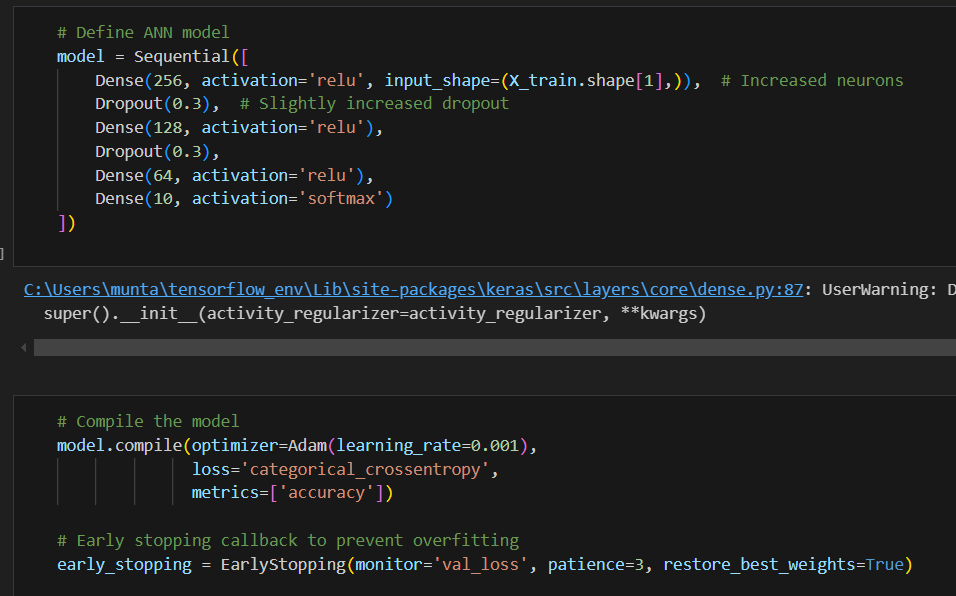 # Define ANN model
model = Sequential([
    Dense(256, activation='relu', input_shape=(X_train.shape[1],)),  # Increased neurons
    Dropout(0.3),  # Slightly increased dropout
    Dense(128, activation='relu'),
    Dropout(0.3),
    Dense(64, activation='relu'),
    Dense(10, activation='softmax')
])
]
C:\Users\munta\tensorflow_env\Lib\site-packages\keras\src\layers\core\dense.py:87: UserWarning: D
  super().__init__(activity_regularizer=activity_regularizer, **kwargs)
# Compile the model
model.compile(optimizer=Adam(learning_rate=0.001),
              loss='categorical_crossentropy',
              metrics=['accuracy'])
# Early stopping callback to prevent overfitting
early_stopping = EarlyStopping(monitor='val_loss', patience=3, restore_best_weights=True)